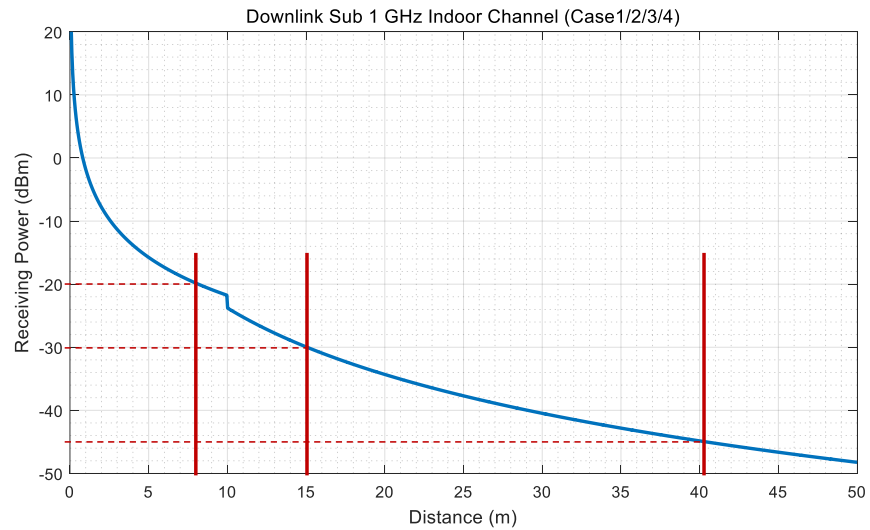 Downlink Sub 1 GHz Indoor Channel (Case1/2/3/4)
Receiving Power (dBm)
20
10
0
-10
-20
-30
-40
-50
0 5 10 15 20 25 30 35 40 45 50
Distance (m)